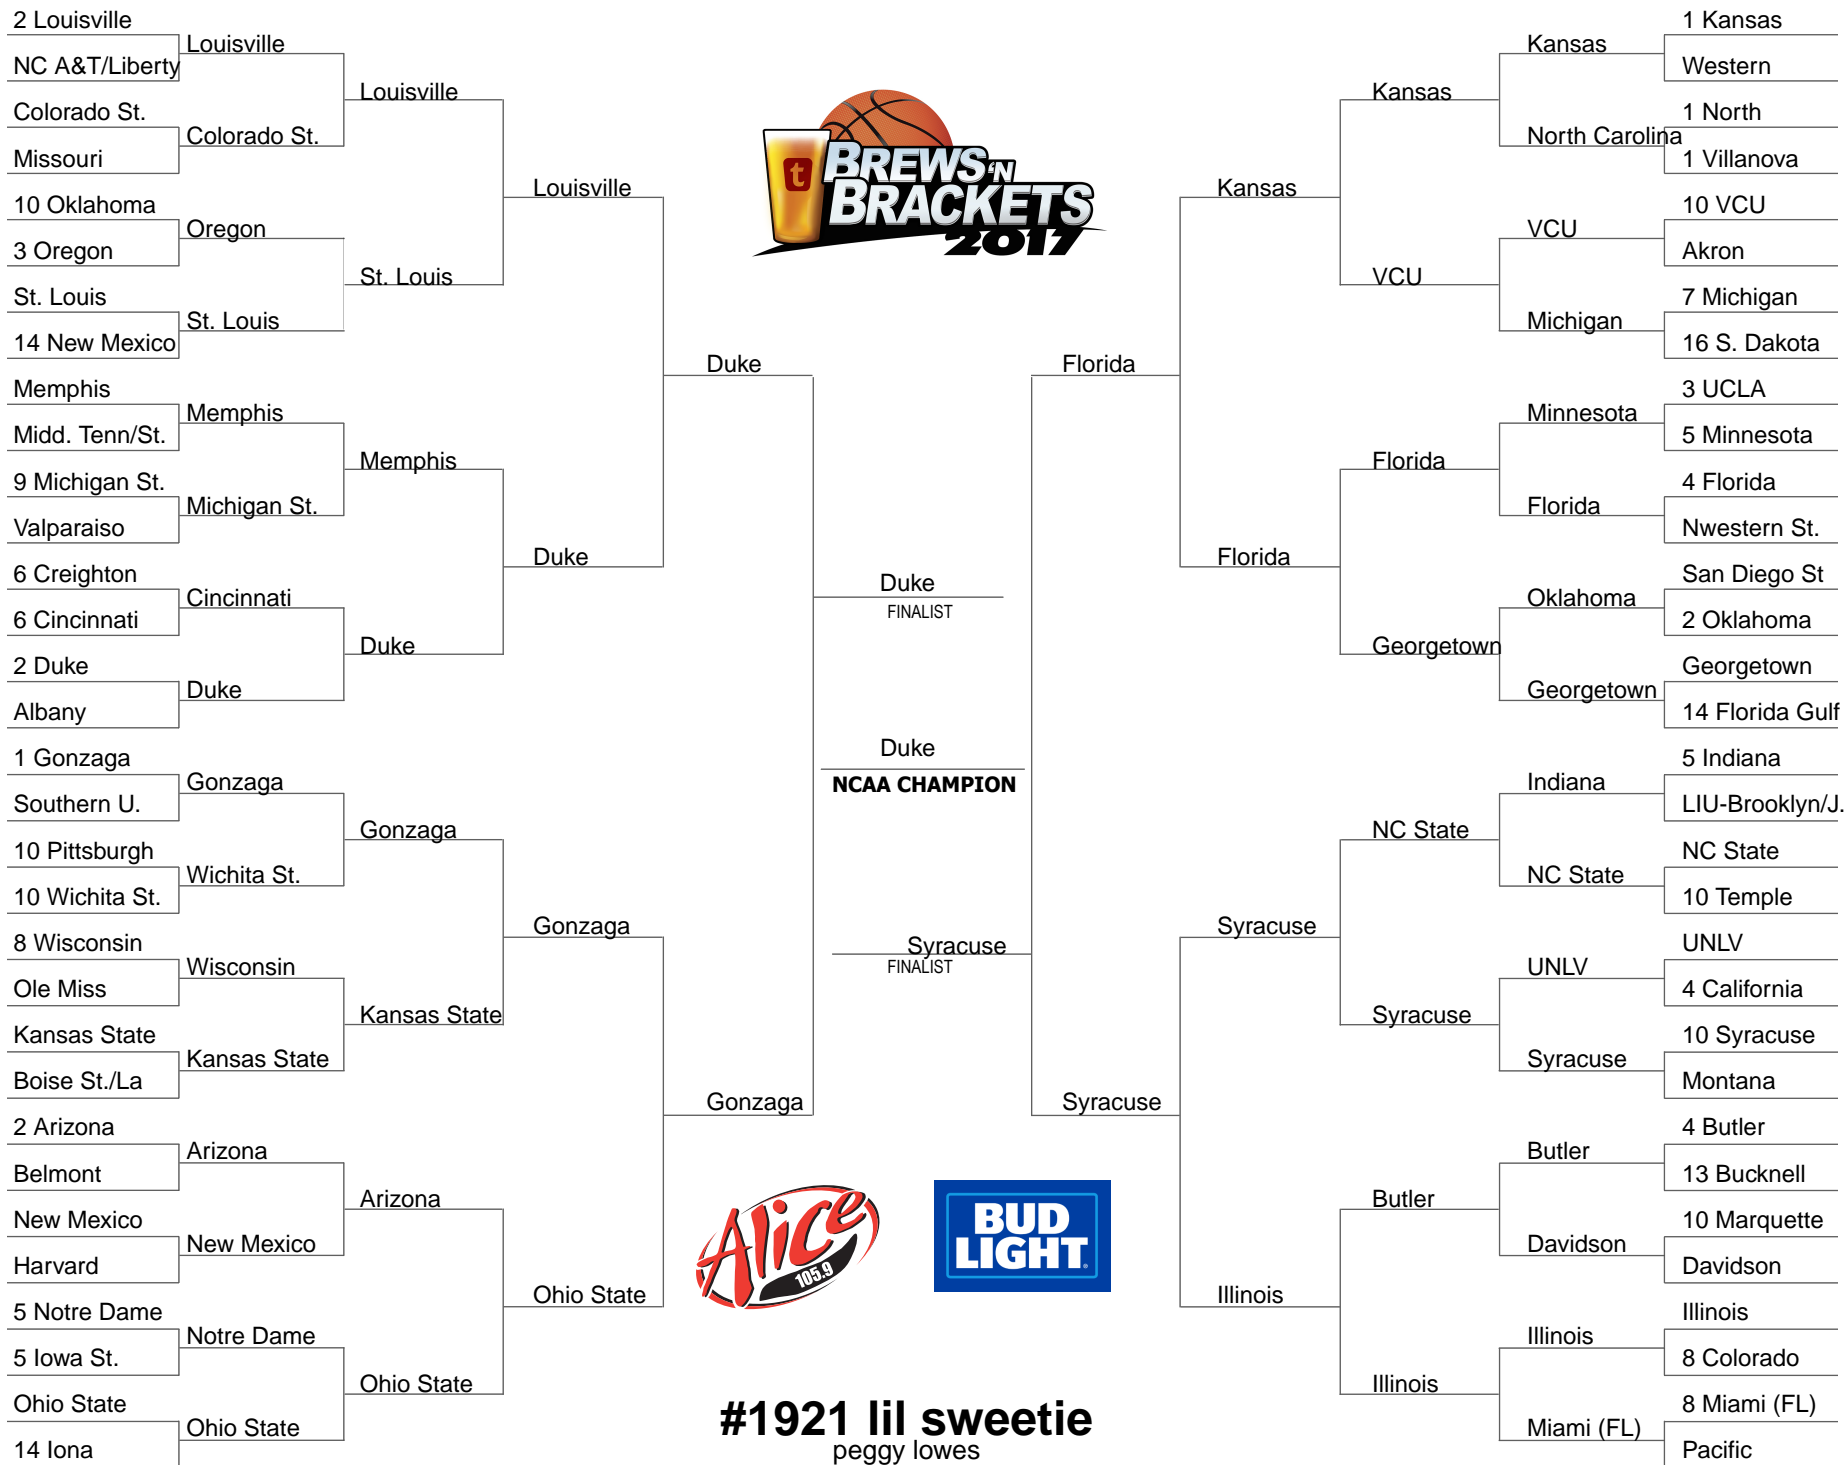 2 Louisville
NC A&T/Liberty
Colorado St.
Missouri
10 Oklahoma
3 Oregon
St. Louis
14 New Mexico
Memphis
Midd. Tenn/St.
9 Michigan St.
Valparaiso
6 Creighton
6 Cincinnati
2 Duke
Albany
1 Gonzaga
Southern U.
10 Pittsburgh
10 Wichita St.
8 Wisconsin
Ole Miss
Kansas State
Boise St./La
2 Arizona
Belmont
New Mexico
Harvard
5 Notre Dame
5 Iowa St.
Ohio State
14 Iona
Louisville
Colorado St.
Oregon
St. Louis
Memphis
Michigan St.
Cincinnati
Duke
Gonzaga
Wichita St.
Wisconsin
Kansas State
Arizona
New Mexico
Notre Dame
Ohio State
Louisville
St. Louis
Memphis
Duke
Gonzaga
Kansas State
Arizona
Ohio State
Louisville
Duke
Gonzaga
Ohio State
Duke
Gonzaga
t
BREWS'N
BRACKETS
2017
Duke
FINALIST
Duke
NCAA CHAMPION
Syracuse
FINALIST
Alice
105.9
BUD
LIGHT®
#1921 lil sweetie
peggy lowes
Florida
Syracuse
Kansas
Florida
Syracuse
Illinois
Kansas
VCU
Florida
Georgetown
NC State
Syracuse
Butler
Illinois
Kansas
North Carolina
VCU
Michigan
Minnesota
Florida
Oklahoma
Georgetown
Indiana
NC State
UNLV
Syracuse
Butler
Davidson
Illinois
Miami (FL)
1 Kansas
Western
1 North
1 Villanova
10 VCU
Akron
7 Michigan
16 S. Dakota
3 UCLA
5 Minnesota
4 Florida
Nwestern St.
San Diego St
2 Oklahoma
Georgetown
14 Florida Gulf
5 Indiana
LIU-Brooklyn/J.
NC State
10 Temple
UNLV
4 California
10 Syracuse
Montana
4 Butler
13 Bucknell
10 Marquette
Davidson
Illinois
8 Colorado
8 Miami (FL)
Pacific